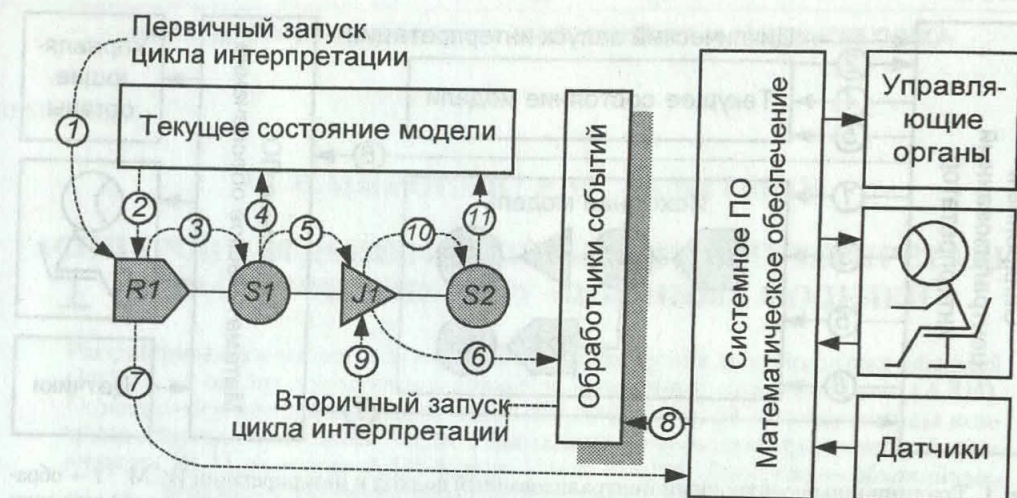 Первичный запуск
цикла интерпретации
1
Текущее состояние модели
2
3
4
5
10
11
R1
S1
J1
S2
7
9
6
Вторичный запуск
цикла интерпретации
Обработчики событий
8
Системне ПО
Математическое обеспечение
Управля-
ющие
органы
Датчики